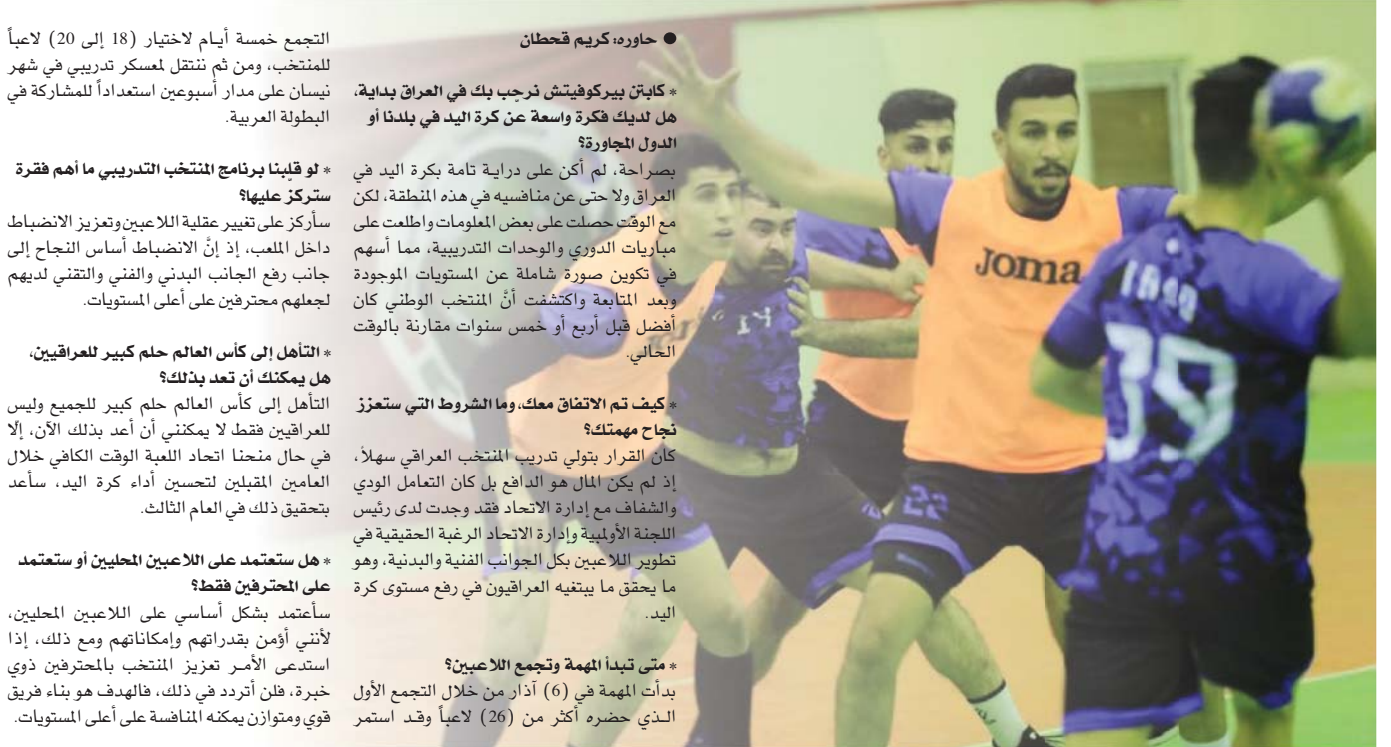 ● حاوره: كريم قحطان
* كابتن بيركوفيتش نرحِب بك في العراق بداية،
هل لديك فكرة واسعة عن كرة اليد في بلدنا أو
الدول المجاورة؟
بصراحة، لم أكن على دراية تامة بكرة اليد في
العراق ولا حتى عن منافسيه في هذه المنطقة، لكن
مع الوقت حصلت على بعض المعلومات واطلعت على
مباريات الدوري والوحدات التدريبية، مما أسهم
في تكوين صورة شاملة عن المستويات الموجودة
وبعد المتابعة واكتشفت أنَّ المنتخب الوطني كان
أفضل قبل أربع أو خمس سنوات مقارنة بالوقت
الحالي.
* كيف تم الاتفاق معك، وما الشروط التي ستعزز
نجاح مهمتك؟
كان القرار بتولي تدريب المنتخب العراقي سهلاً،
إذ لم يكن المال هو الدافع بل كان التعامل الودي
والشفاف مع إدارة الاتحاد فقد وجدت لدى رئيس
اللجنة الأولمبية وإدارة الاتحاد الرغبة الحقيقية في
تطوير اللاعبين بكل الجوانب الفنية والبدنية، وهو
ما يحقق ما يبتغيه العراقيون في رفع مستوى كرة
اليد.
* متى تبدأ المهمة وتجمع اللاعبين؟
بدأت المهمة في (6) آذار من خلال التجمع الأول
الـذي حضره أكثر من (26) لاعباً وقـد استمر
التجمع خمسة أيـام لاختيار (18 إلى 20) لاعباً
للمنتخب، ومن ثم ننتقل لمعسكر تدريبي في شهر
نيسان على مدار أسبوعين استعداداً للمشاركة في
البطولة العربية.
* لو قلّبنا برنامج المنتخب التدريبي ما أهم فقرة
ستركز عليها؟
سأركز على تغيير عقلية اللاعبين وتعزيز الانضباط
داخل الملعب، إذ إنَّ الانضباط أساس النجاح إلى
جانب رفع الجانب البدني والفني والتقني لديهم
لجعلهم محترفين على أعلى المستويات.
* التأهل إلى كأس العالم حلم كبير للعراقيين،
هل يمكنك أن تعد بذلك؟
التأهل إلى كأس العالم حلم كبير للجميع وليس
للعراقيين فقط لا يمكنني أن أعد بذلك الآن، إلّا
في حال منحنا اتحاد اللعبة الوقت الكافي خلال
العامين المقبلين لتحسين أداء كرة اليد، سأعد
بتحقيق ذلك في العام الثالث.
* هل ستعتمد على اللاعبين المحليين أو ستعتمد
على المحترفين فقط؟
سأعتمد بشكل أساسي على اللاعبين المحليين،
لأنني أؤمن بقدراتهم وإمكاناتهم ومع ذلك، إذا
استدعى الأمـر تعزيز المنتخب بالمحترفين ذوي
خبرة، فلن أتردد في ذلك، فالهدف هو بناء فريق
قوي ومتوازن يمكنه المنافسة على أعلى المستويات.
Joma
IRAQ
39
14
22